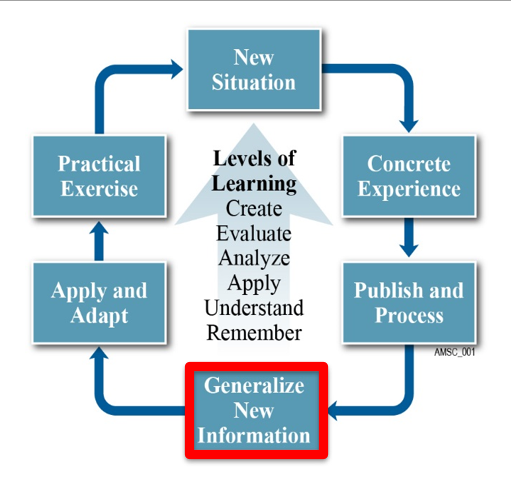 New
Situation
Practical
Exercise
Levels of
Learning
Create
Evaluate
Analyze
Apply
Understand
Remember
Concrete
Experience
Apply and
Adapt
Publish and
Process
AMSC_001
Generalize
New
Information